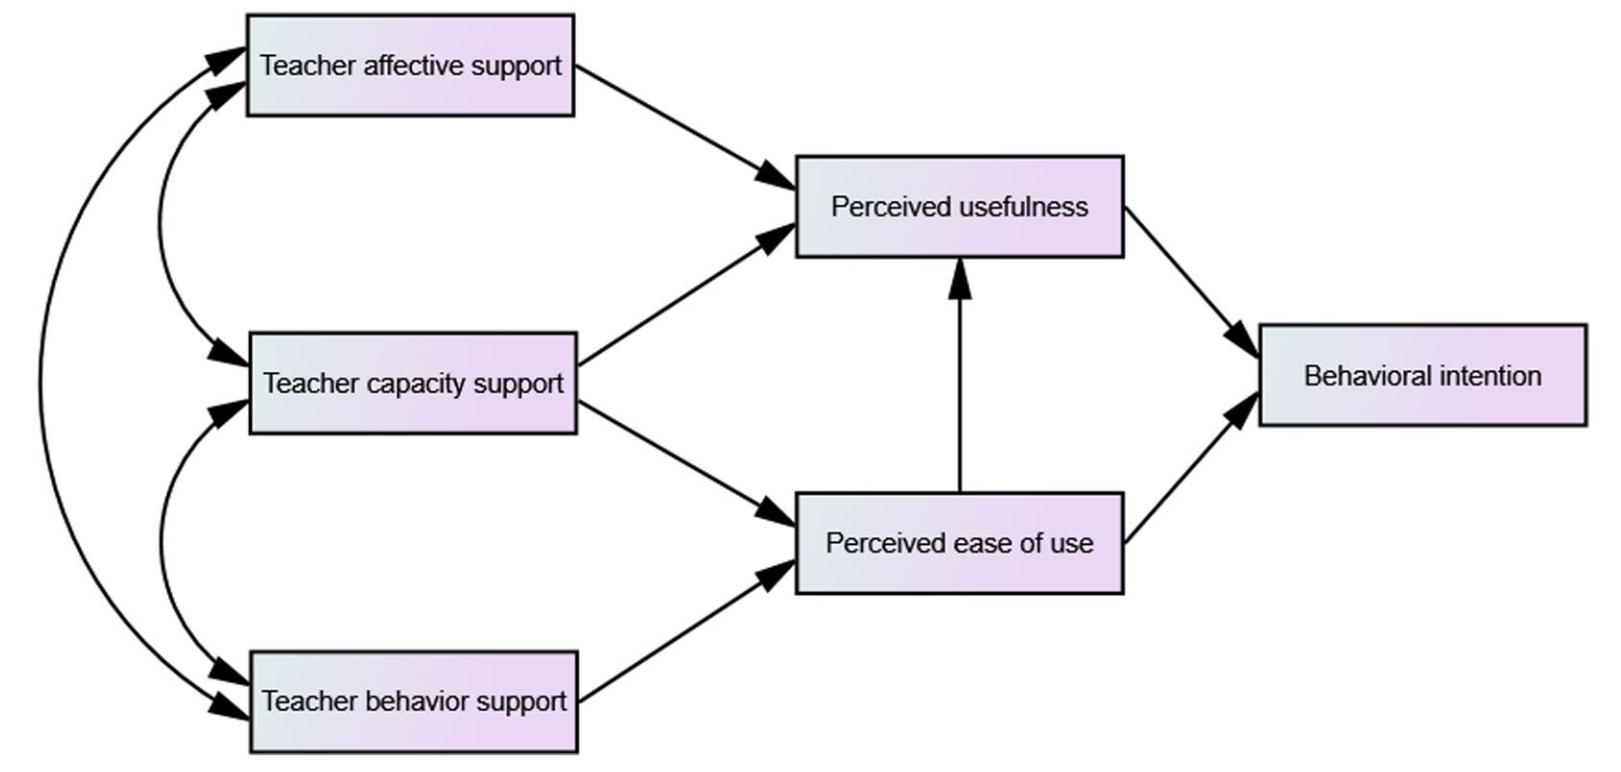 Teacher affective support
Perceived usefulness
Teacher capacity support
Behavioral intention
Perceived ease of use
Teacher behavior support